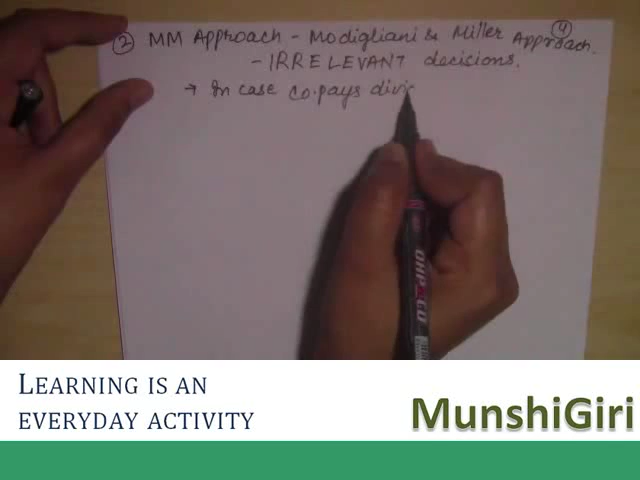 ② MM Approach - Modigliani & Miller Approach. ④
- IRRELEVANT decisions.
→ In case Co. pays divi
LEARNING IS AN
EVERYDAY ACTIVITY
MunshiGiri